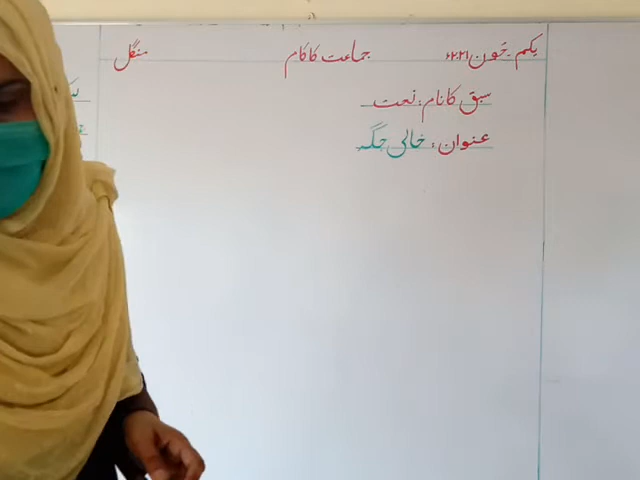 یکم جون ۲۰۲۱ء جماعت کا کام منگل
سبق کا نام: نعت
عنوان: خالی جگہ